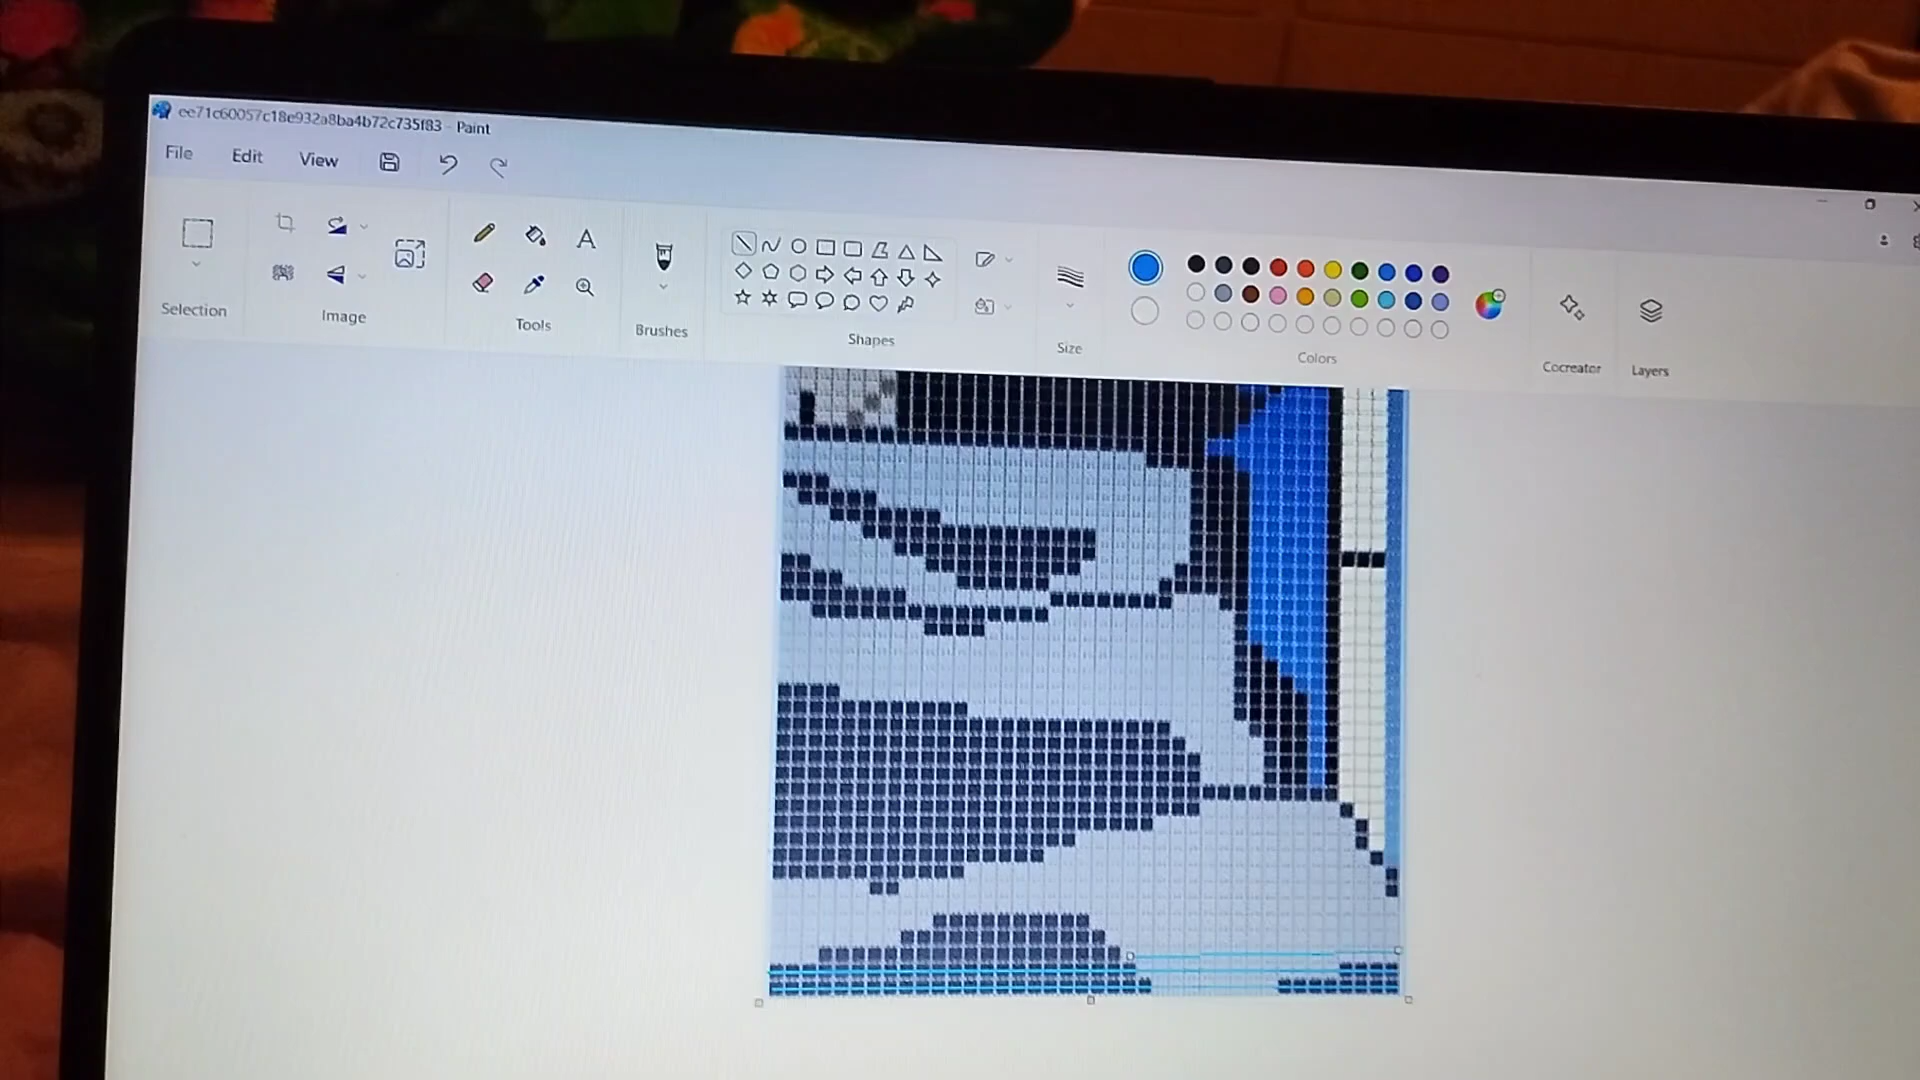 ee71c60057c18e932a8ba4b72c735f83 - Paint
File Edit View
Selection Image Tools Brushes Shapes Size Colors Cocreator Layers